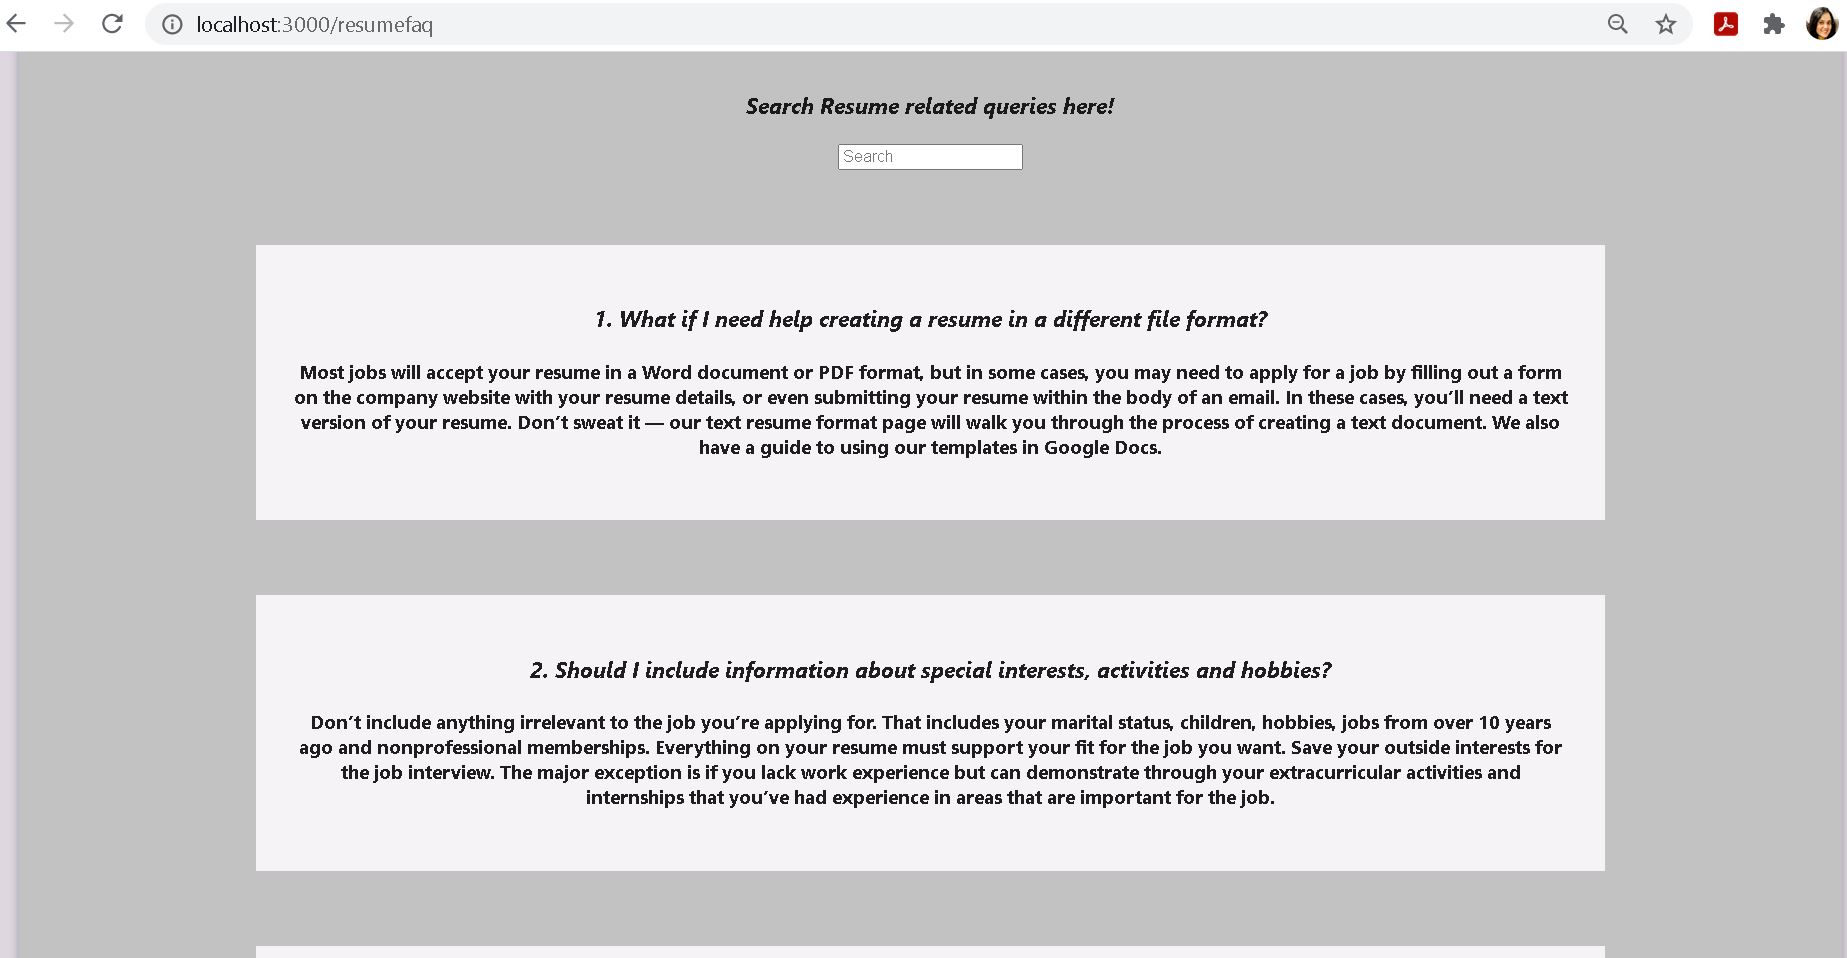 localhost:3000/resumefaq
Search Resume related queries here!
Search
1. What if I need help creating a resume in a different file format?
Most jobs will accept your resume in a Word document or PDF format, but in some cases, you may need to apply for a job by filling out a form
on the company website with your resume details, or even submitting your resume within the body of an email. In these cases, you’ll need a text
version of your resume. Don’t sweat it — our text resume format page will walk you through the process of creating a text document. We also
have a guide to using our templates in Google Docs.
2. Should I include information about special interests, activities and hobbies?
Don’t include anything irrelevant to the job you’re applying for. That includes your marital status, children, hobbies, jobs from over 10 years
ago and nonprofessional memberships. Everything on your resume must support your fit for the job you want. Save your outside interests for
the job interview. The major exception is if you lack work experience but can demonstrate through your extracurricular activities and
internships that you’ve had experience in areas that are important for the job.